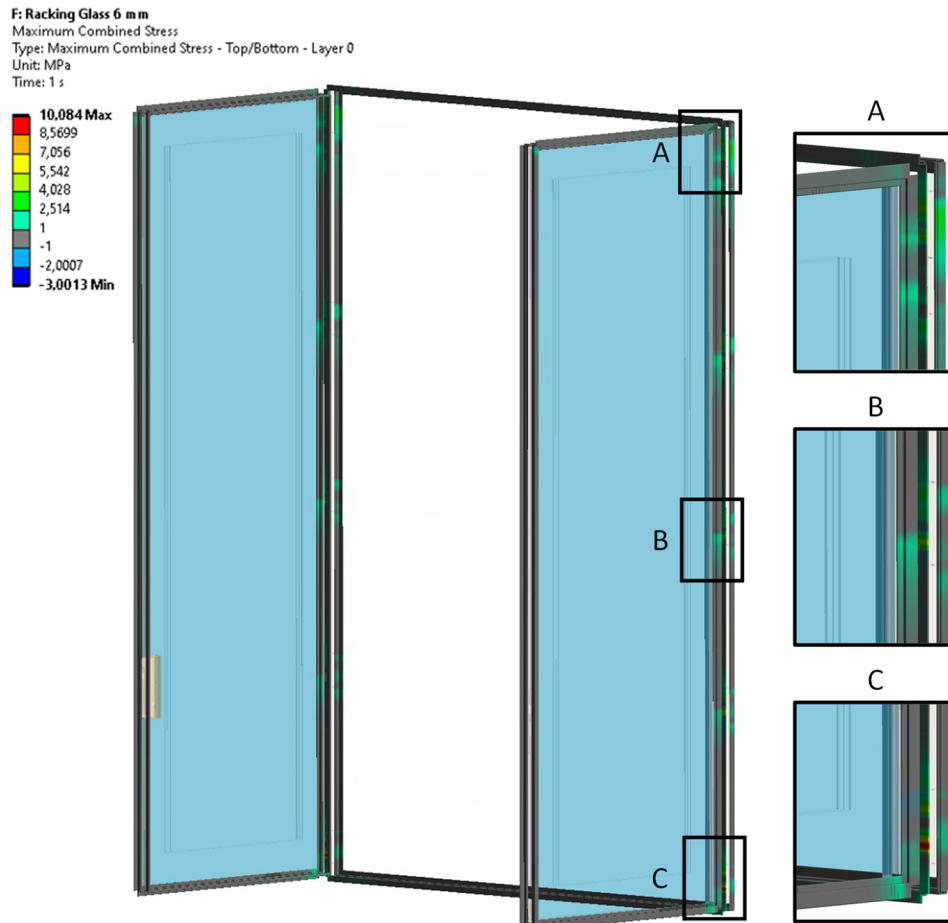 F: Racking Glass 6 mm
Maximum Combined Stress
Type: Maximum Combined Stress - Top/Bottom - Layer 0
Unit: MPa
Time: 1 s
10,084 Max
8,5699
7,056
5,542
4,028
2,514
1
-1
-2,0007
-3,0013 Min
A
B
C
A
B
C